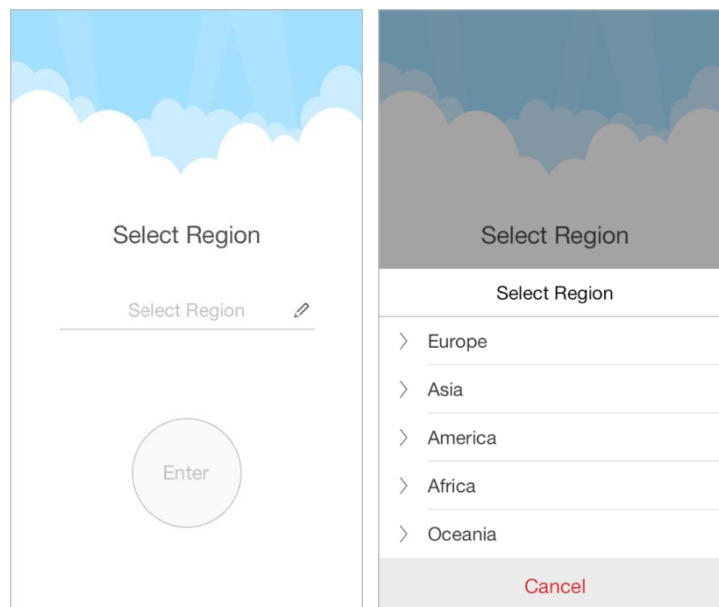 Select Region
Select Region
Enter
Select Region
Select Region
Europe
Asia
America
Africa
Oceania
Cancel